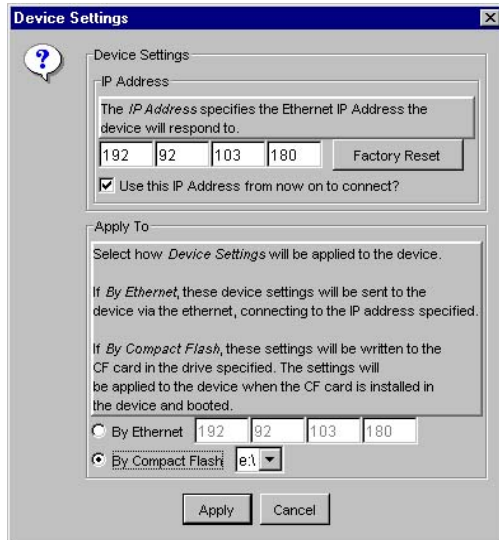 Device Settings
Device Settings
IP Address
The IP Address specifies the Ethernet IP Address the
device will respond to.
192 92 103 180 Factory Reset
Use this IP Address from now on to connect?
Apply To
Select how Device Settings will be applied to the device.
If By Ethernet, these device settings will be sent to the
device via the ethernet, connecting to the IP address specified.
If By Compact Flash, these settings will be written to the
CF card in the drive specified. The settings will
be applied to the device when the CF card is installed in
the device and booted.
By Ethernet 192 92 103 180
By Compact Flash e:\
Apply Cancel